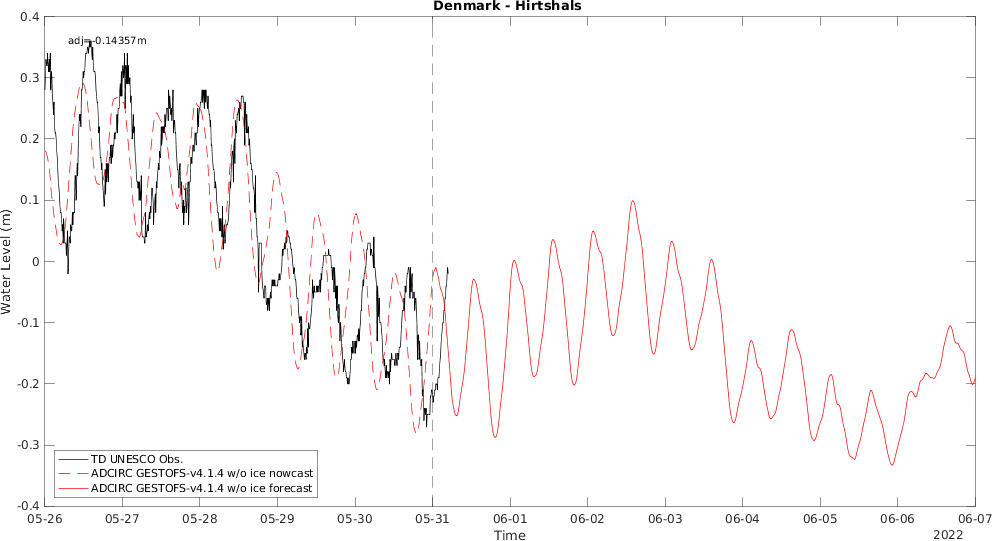 Denmark - Hirtshals
adj=-0.14357m
0.4
0.3
0.2
0.1
0
-0.1
-0.2
-0.3
-0.4
Water Level (m)
TD UNESCO Obs.
ADCIRC GESTOFS-v4.1.4 w/o ice nowcast
ADCIRC GESTOFS-v4.1.4 w/o ice forecast
05-26 05-27 05-28 05-29 05-30 05-31 06-01 06-02 06-03 06-04 06-05 06-06 06-07
Time
2022